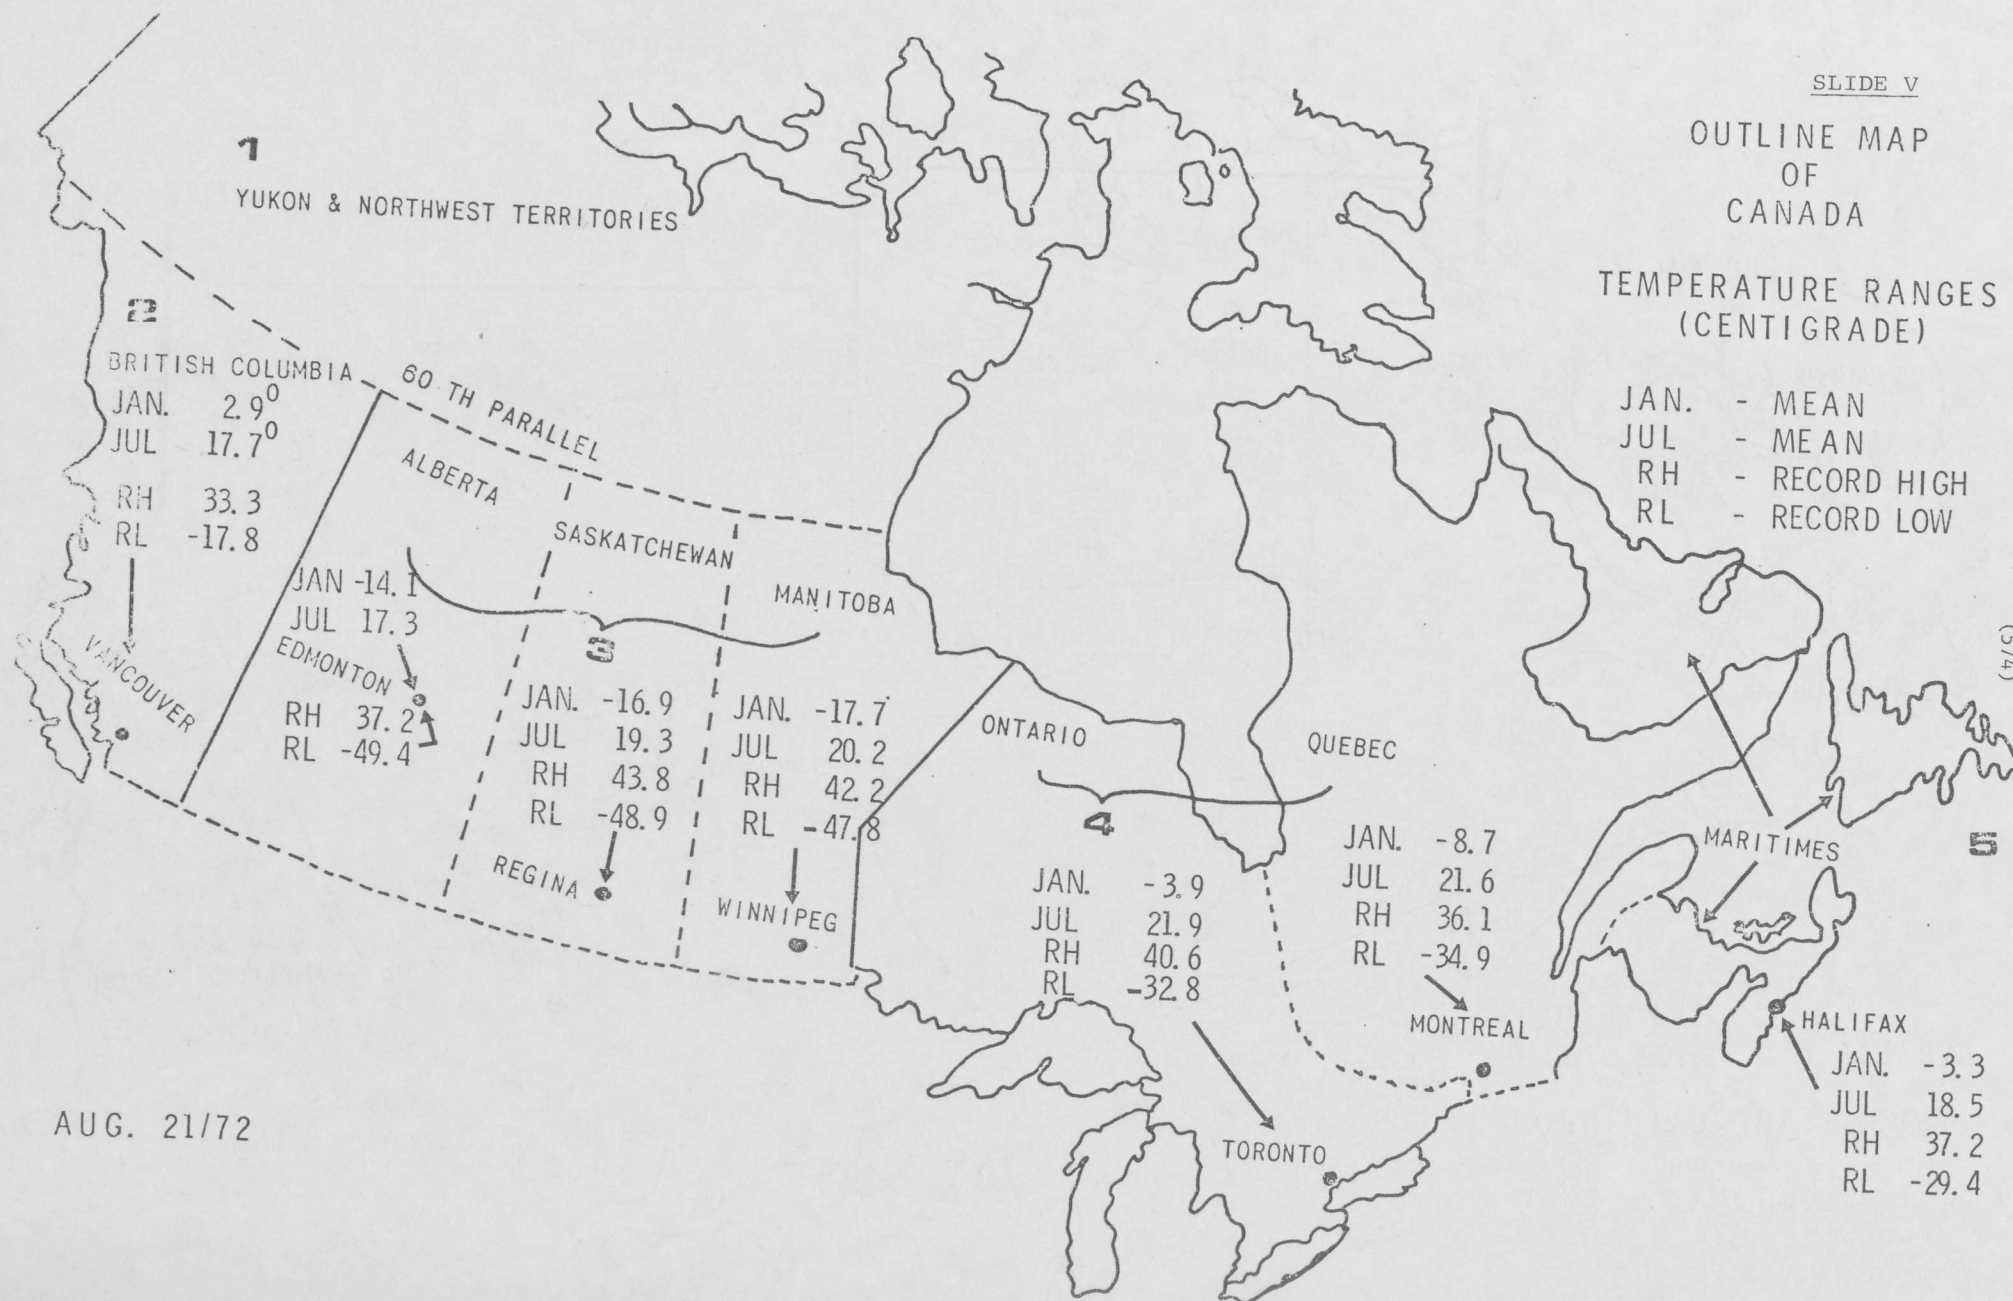 SLIDE V
OUTLINE MAP
OF
CANADA
TEMPERATURE RANGES
(CENTIGRADE)
JAN. - MEAN
JUL - MEAN
RH - RECORD HIGH
RL - RECORD LOW
1
YUKON & NORTHWEST TERRITORIES
2
BRITISH COLUMBIA
JAN. 2.9°
JUL 17.7°
RH 33.3
RL -17.8
VANCOUVER
60 TH PARALLEL
ALBERTA
SASKATCHEWAN
MANITOBA
3
JAN -14.1
JUL 17.3
EDMONTON
RH 37.2
RL -49.4
JAN. -16.9
JUL 19.3
RH 43.8
RL -48.9
REGINA
JAN. -17.7
JUL 20.2
RH 42.2
RL -47.8
WINNIPEG
ONTARIO
QUEBEC
4
JAN. -3.9
JUL 21.9
RH 40.6
RL -32.8
TORONTO
JAN. -8.7
JUL 21.6
RH 36.1
RL -34.9
MONTREAL
MARITIMES
5
HALIFAX
JAN. -3.3
JUL 18.5
RH 37.2
RL -29.4
(574)
AUG. 21/72